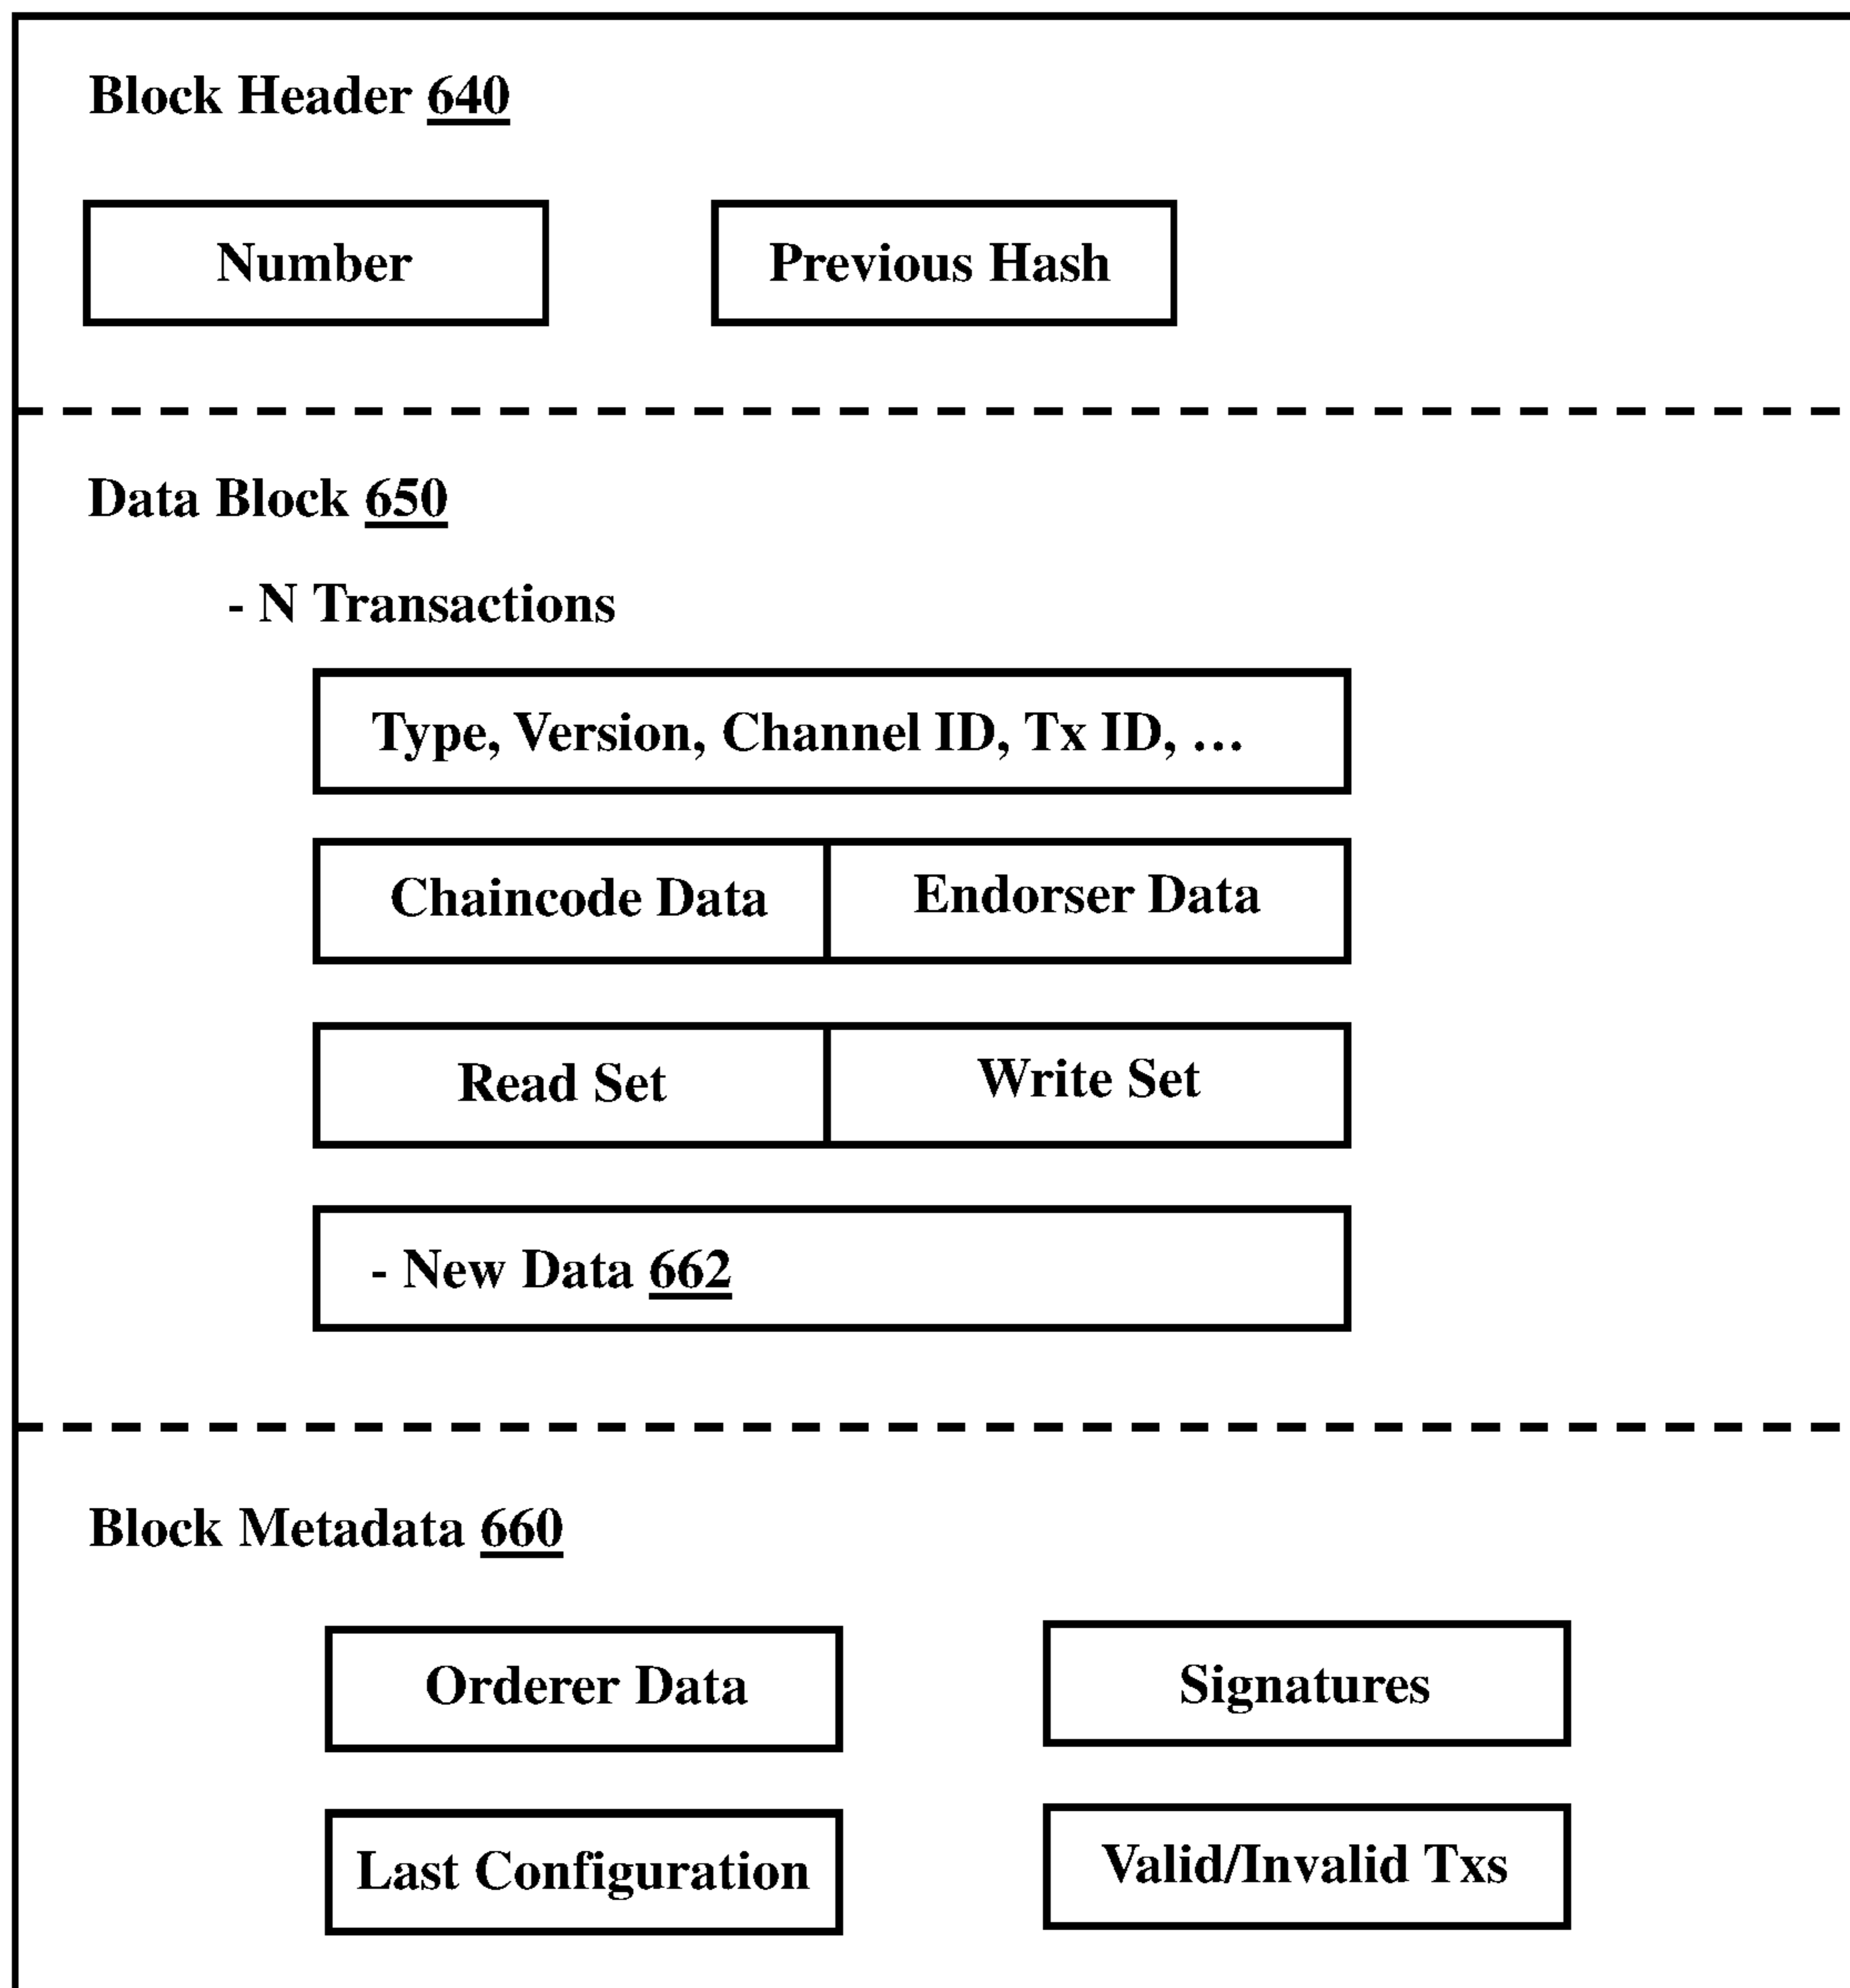 Block Header 640
Number
Previous Hash
Data Block 650
- N Transactions
Type, Version, Channel ID, Tx ID, …
Chaincode Data
Endorser Data
Read Set
Write Set
- New Data 662
Block Metadata 660
Orderer Data
Signatures
Last Configuration
Valid/Invalid Txs